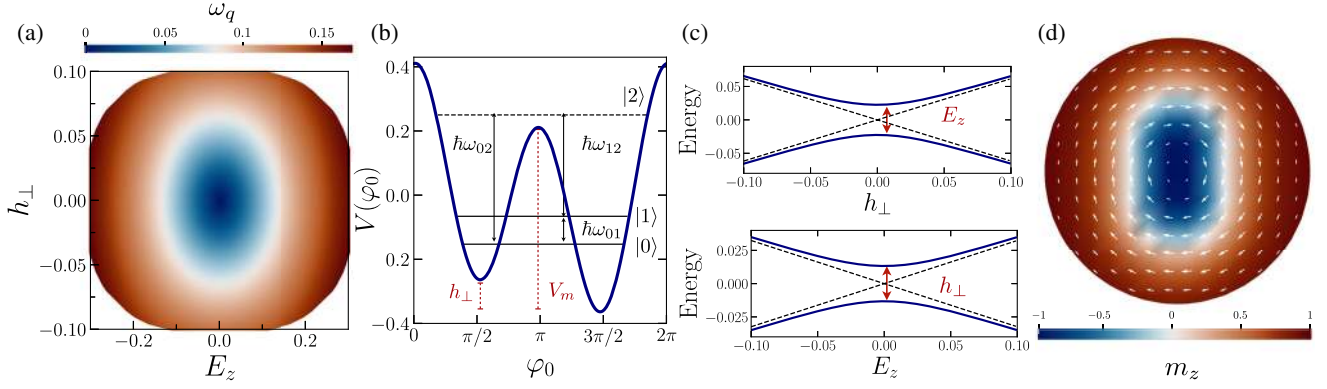 (a)
ω_q
0 0.05 0.1 0.15
h_⊥
0.10
0.05
0.00
−0.05
−0.10
−0.2 0.0 0.2
E_z
(b)
V(φ_0)
0.4
0.2
0.0
−0.2
−0.4
|2⟩
ħω_02
ħω_12
|1⟩
ħω_01
|0⟩
h_⊥
V_m
0 π/2 π 3π/2 2π
φ_0
(c)
Energy
0.05
0.00
−0.05
E_z
−0.10 −0.05 0.00 0.05 0.10
h_⊥
Energy
0.025
0.000
−0.025
h_⊥
−0.10 −0.05 0.00 0.05 0.10
E_z
(d)
−1 −0.5 0 0.5 1
m_z